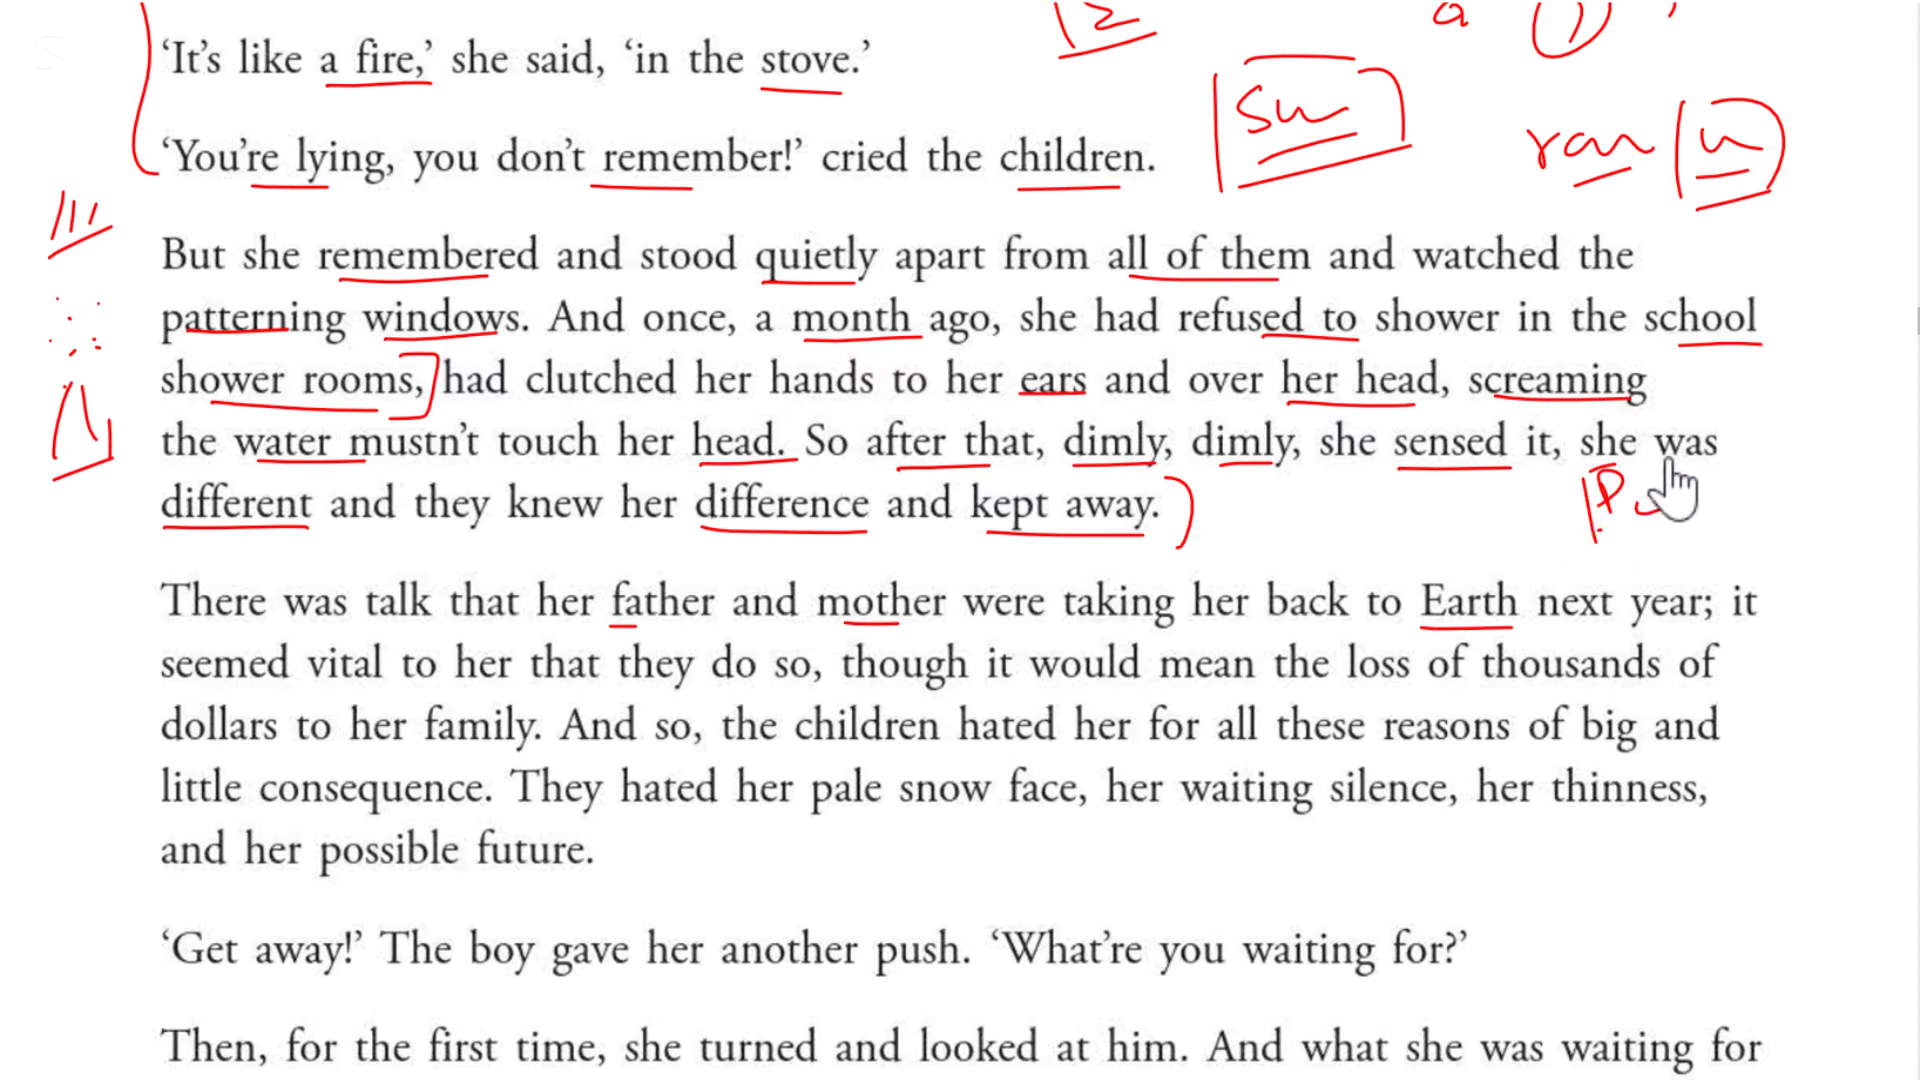 12
a 1
‘It’s like a fire,’ she said, ‘in the stove.’
‘You’re lying, you don’t remember!’ cried the children.
But she remembered and stood quietly apart from all of them and watched the
patterning windows. And once, a month ago, she had refused to shower in the school
shower rooms, had clutched her hands to her ears and over her head, screaming
the water mustn’t touch her head. So after that, dimly, dimly, she sensed it, she was
different and they knew her difference and kept away.
There was talk that her father and mother were taking her back to Earth next year; it
seemed vital to her that they do so, though it would mean the loss of thousands of
dollars to her family. And so, the children hated her for all these reasons of big and
little consequence. They hated her pale snow face, her waiting silence, her thinness,
and her possible future.
‘Get away!’ The boy gave her another push. ‘What’re you waiting for?’
Then, for the first time, she turned and looked at him. And what she was waiting for